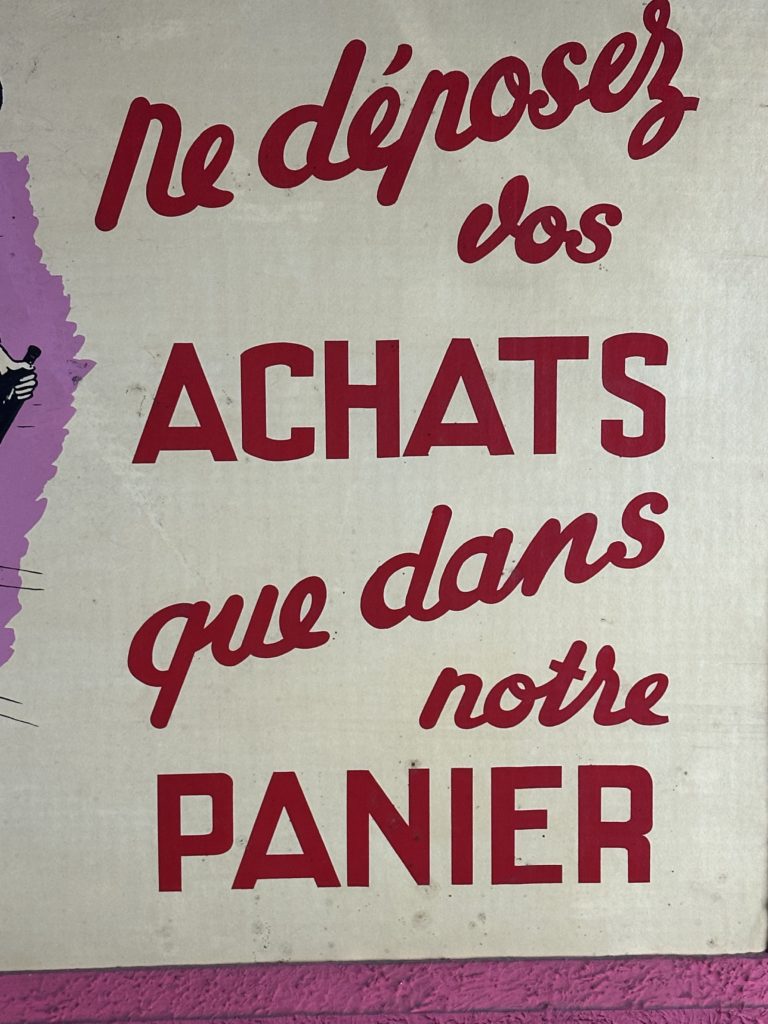 Ne déposez
vos
ACHATS
que dans
notre
PANIER